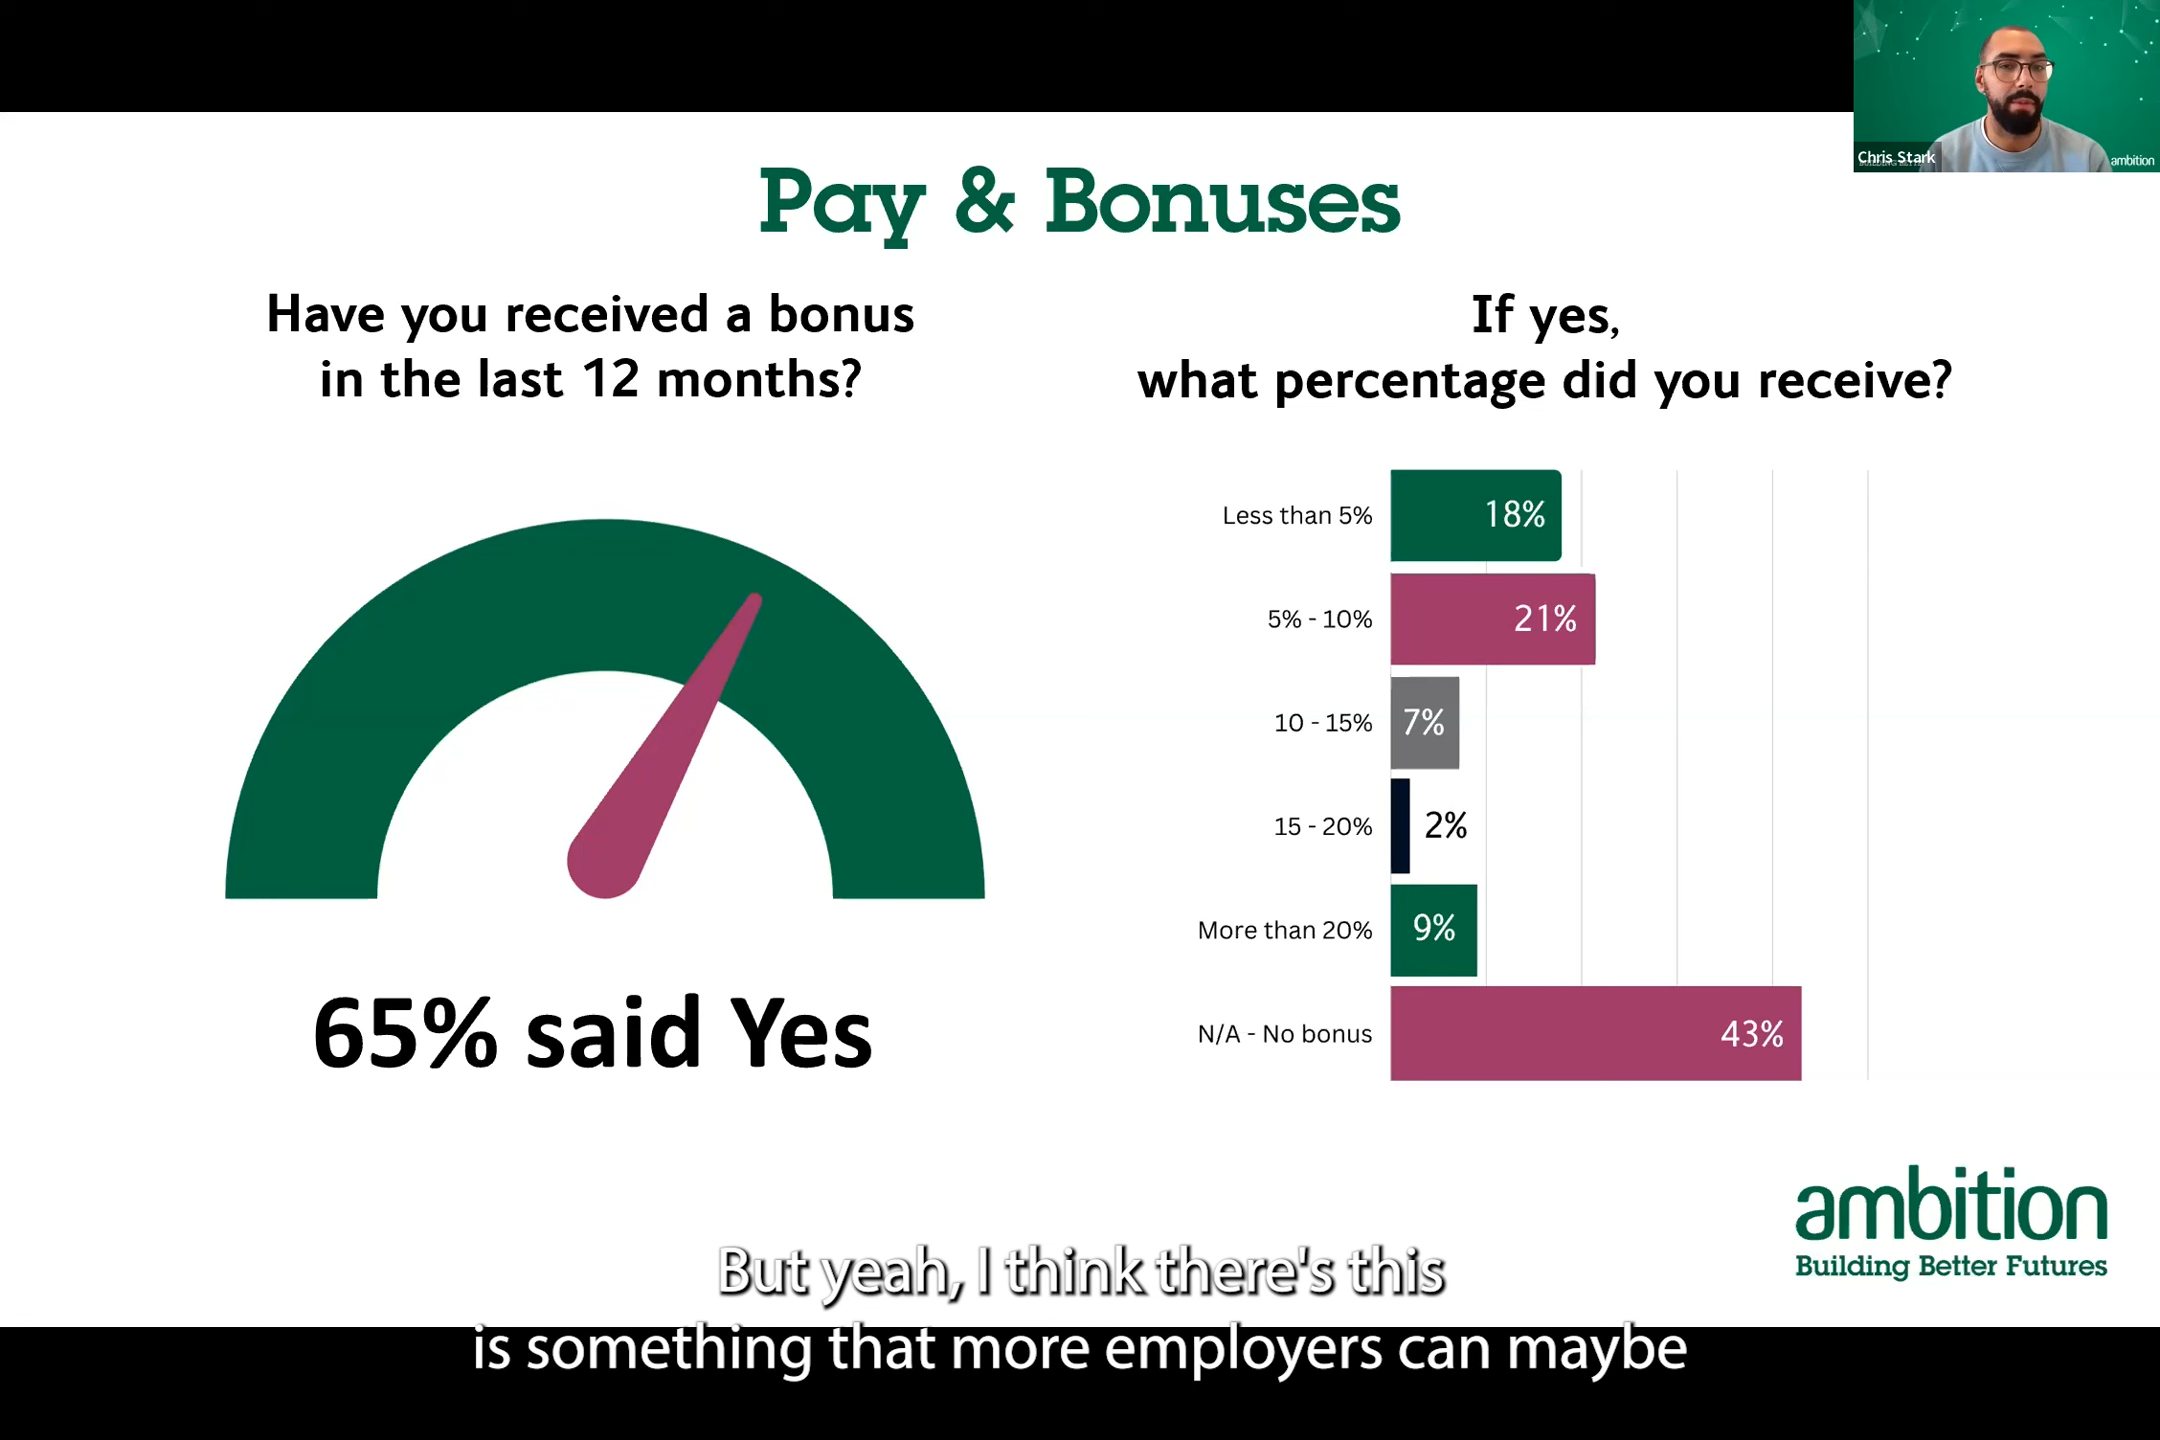 Chris Stark
ambition
Pay & Bonuses
Have you received a bonus
in the last 12 months?
65% said Yes
If yes,
what percentage did you receive?
Less than 5% 18%
5% - 10% 21%
10 - 15% 7%
15 - 20% 2%
More than 20% 9%
N/A - No bonus 43%
ambition
Building Better Futures
But yeah, I think there's this
is something that more employers can maybe